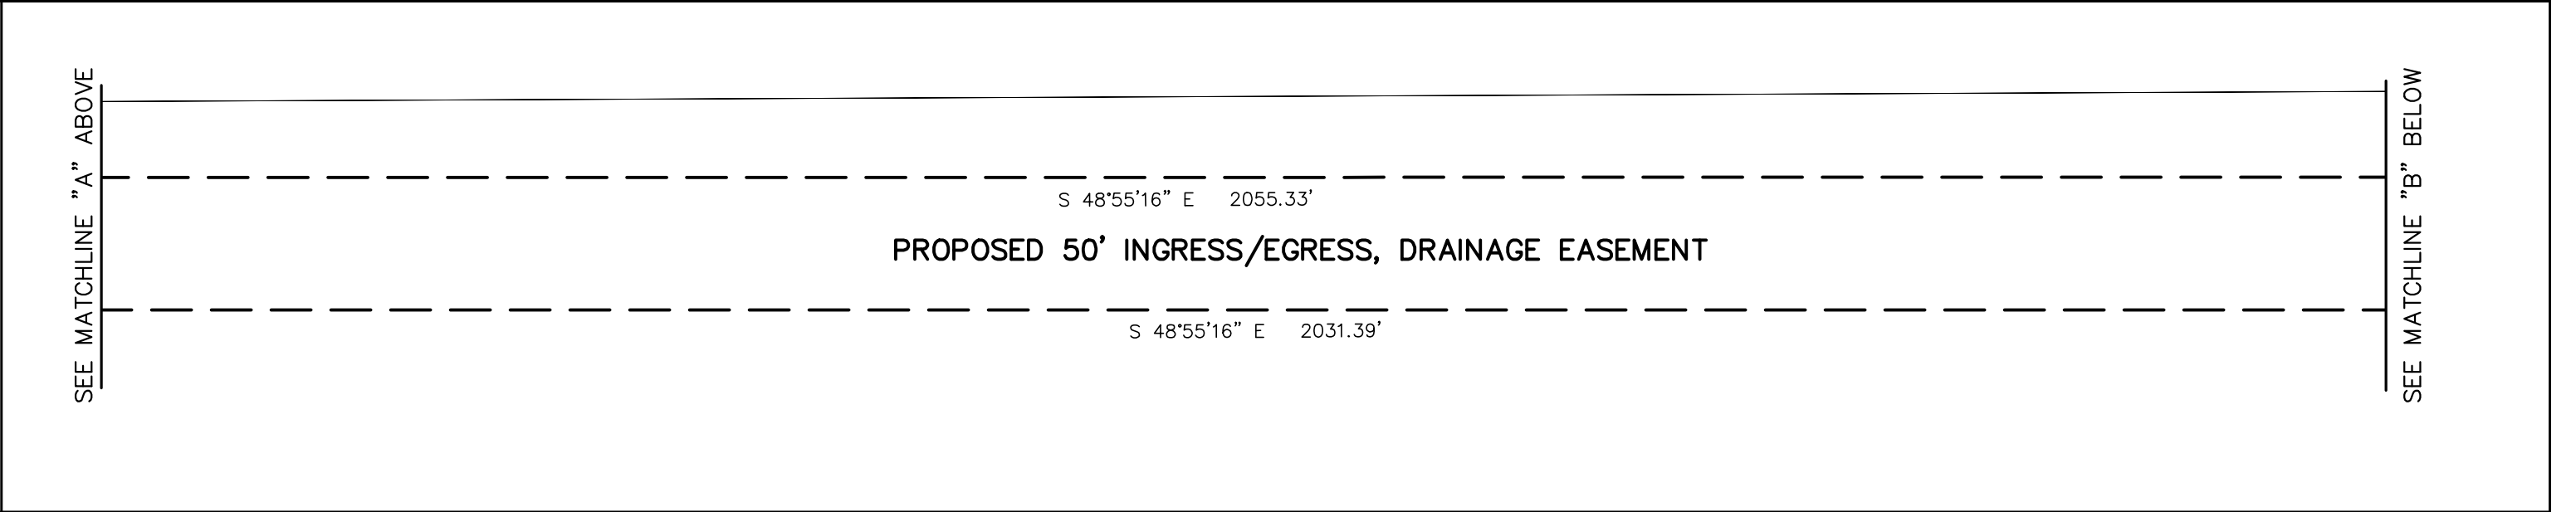 SEE MATCHLINE "A" ABOVE
S 48°55'16" E 2055.33'
PROPOSED 50' INGRESS/EGRESS, DRAINAGE EASEMENT
S 48°55'16" E 2031.39'
SEE MATCHLINE "B" BELOW